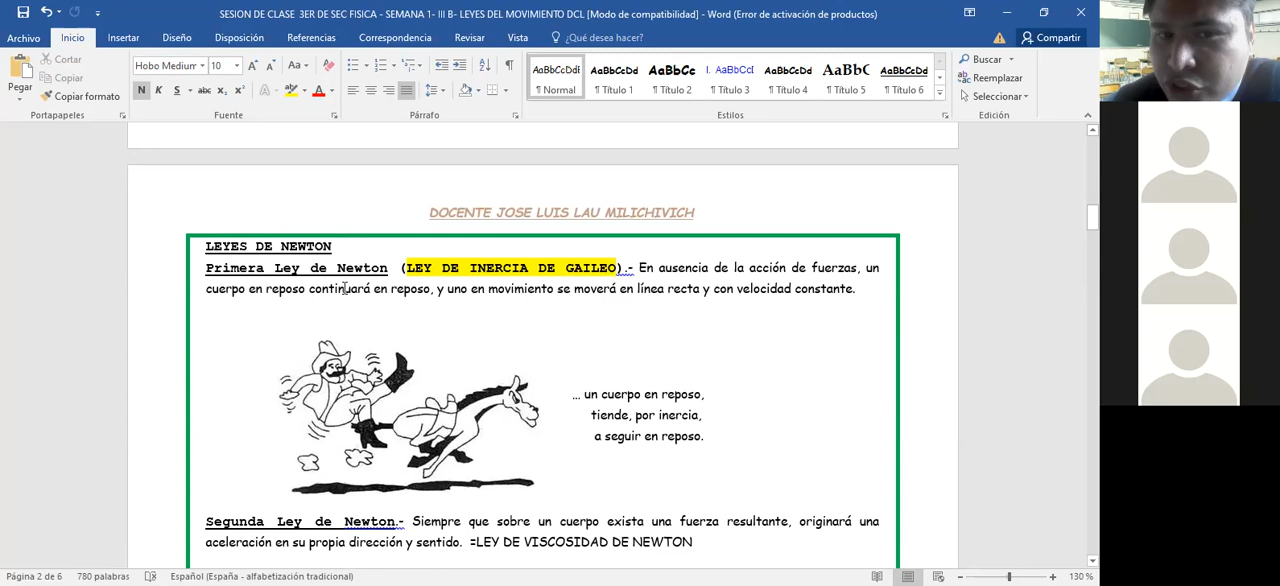 SESION DE CLASE 3ER DE SEC FISICA - SEMANA 1- III B- LEYES DEL MOVIMIENTO DCL [Modo de compatibilidad] - Word (Error de activación de productos)
Archivo Inicio Insertar Diseño Disposición Referencias Correspondencia Revisar Vista ¿Qué desea hacer? Compartir
Pegar
Cortar
Copiar
Copiar formato
Portapapeles
Hobo Medium 10
Aa
N K S abc x₂ x²
Fuente
Párrafo
AaBbCcDdE AaBbCcDd AaBbCc I. AaBbCcI AaBbCcDd AaBbC AaBbCcDd
¶ Normal ¶ Título 1 ¶ Título 2 ¶ Título 3 ¶ Título 4 ¶ Título 5 ¶ Título 6
Estilos
Buscar
Reemplazar
Seleccionar
Edición
DOCENTE JOSE LUIS LAU MILICHIVICH
LEYES DE NEWTON
Primera Ley de Newton (LEY DE INERCIA DE GAILEO).- En ausencia de la acción de fuerzas, un
cuerpo en reposo continuará en reposo, y uno en movimiento se moverá en línea recta y con velocidad constante.
... un cuerpo en reposo,
tiende, por inercia,
a seguir en reposo.
Segunda Ley de Newton.- Siempre que sobre un cuerpo exista una fuerza resultante, originará una
aceleración en su propia dirección y sentido. =LEY DE VISCOSIDAD DE NEWTON
Página 2 de 6 780 palabras Español (España - alfabetización tradicional) 130 %